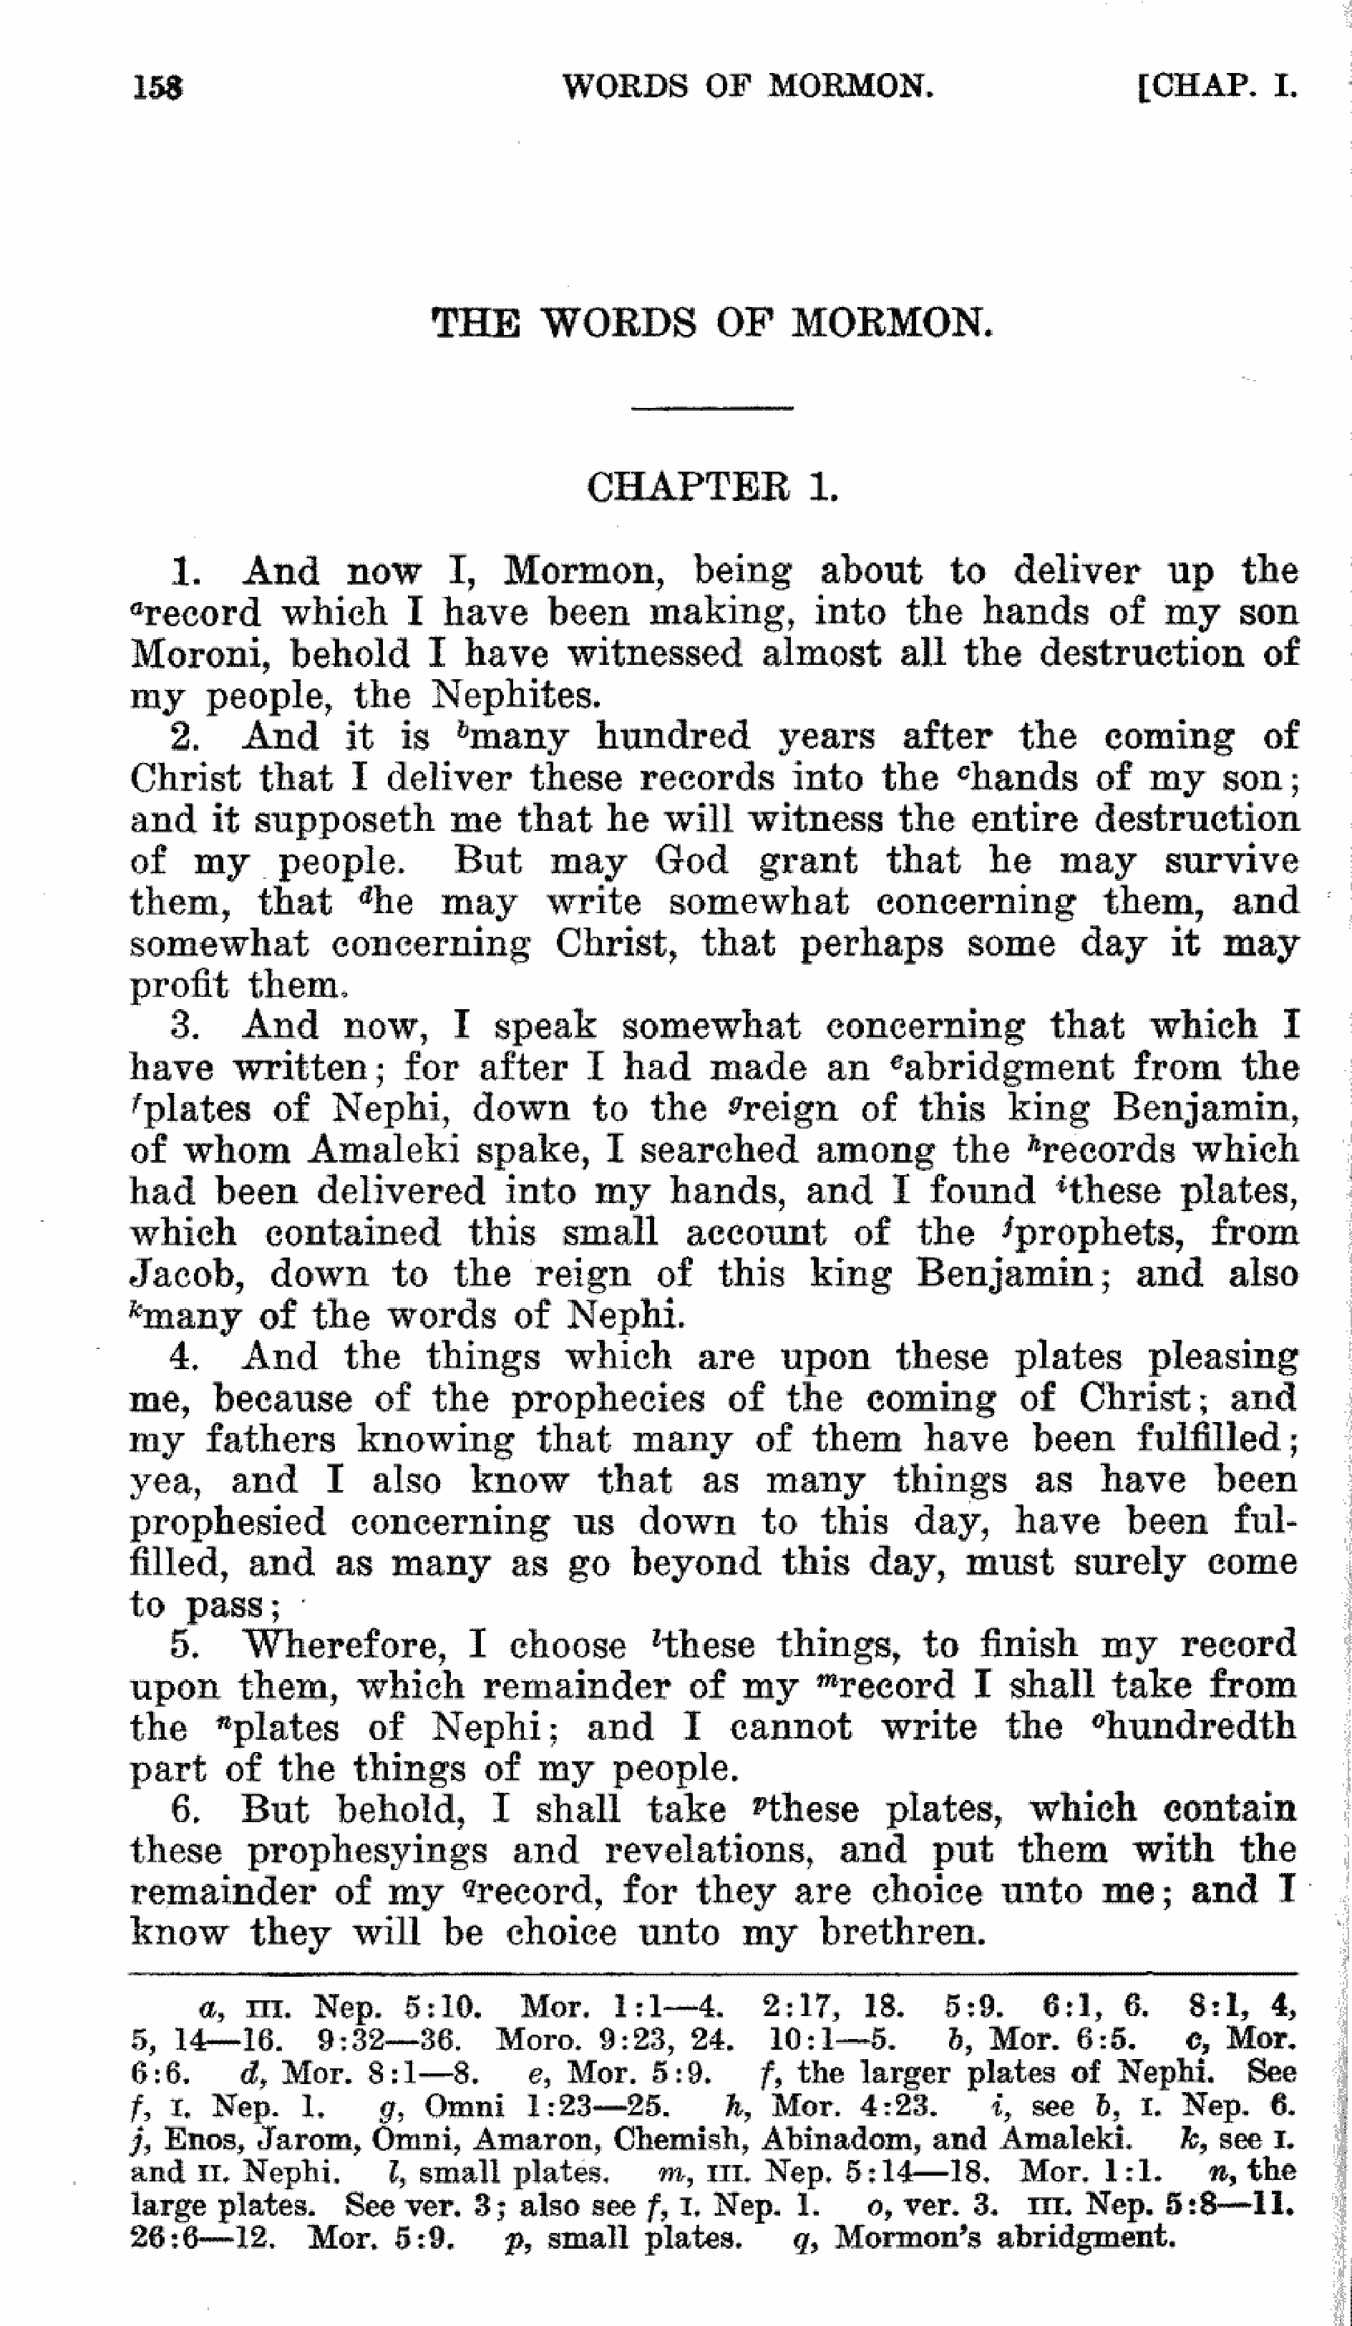 158 WORDS OF MORMON. [CHAP. I.
THE WORDS OF MORMON.
CHAPTER 1.
1. And now I, Mormon, being about to deliver up the
ᵃrecord which I have been making, into the hands of my son
Moroni, behold I have witnessed almost all the destruction of
my people, the Nephites.
2. And it is ᵇmany hundred years after the coming of
Christ that I deliver these records into the ᶜhands of my son;
and it supposeth me that he will witness the entire destruction
of my people. But may God grant that he may survive
them, that ᵈhe may write somewhat concerning them, and
somewhat concerning Christ, that perhaps some day it may
profit them.
3. And now, I speak somewhat concerning that which I
have written; for after I had made an ᵉabridgment from the
ᶠplates of Nephi, down to the ᵍreign of this king Benjamin,
of whom Amaleki spake, I searched among the ʰrecords which
had been delivered into my hands, and I found ⁱthese plates,
which contained this small account of the ʲprophets, from
Jacob, down to the reign of this king Benjamin; and also
ᵏmany of the words of Nephi.
4. And the things which are upon these plates pleasing
me, because of the prophecies of the coming of Christ; and
my fathers knowing that many of them have been fulfilled;
yea, and I also know that as many things as have been
prophesied concerning us down to this day, have been ful-
filled, and as many as go beyond this day, must surely come
to pass;
5. Wherefore, I choose ˡthese things, to finish my record
upon them, which remainder of my ᵐrecord I shall take from
the ⁿplates of Nephi; and I cannot write the ᵒhundredth
part of the things of my people.
6. But behold, I shall take ᵖthese plates, which contain
these prophesyings and revelations, and put them with the
remainder of my qrecord, for they are choice unto me; and I
know they will be choice unto my brethren.
a, III. Nep. 5:10. Mor. 1:1—4. 2:17, 18. 5:9. 6:1, 6. 8:1, 4,
5, 14—16. 9:32—36. Moro. 9:23, 24. 10:1—5. b, Mor. 6:5. c, Mor.
6:6. d, Mor. 8:1—8. e, Mor. 5:9. f, the larger plates of Nephi. See
f, I. Nep. 1. g, Omni 1:23—25. h, Mor. 4:23. i, see b, I. Nep. 6.
j, Enos, Jarom, Omni, Amaron, Chemish, Abinadom, and Amaleki. k, see I.
and II. Nephi. l, small plates. m, III. Nep. 5:14—18. Mor. 1:1. n, the
large plates. See ver. 3; also see f, I. Nep. 1. o, ver. 3. III. Nep. 5:8—11.
26:6—12. Mor. 5:9. p, small plates. q, Mormon's abridgment.